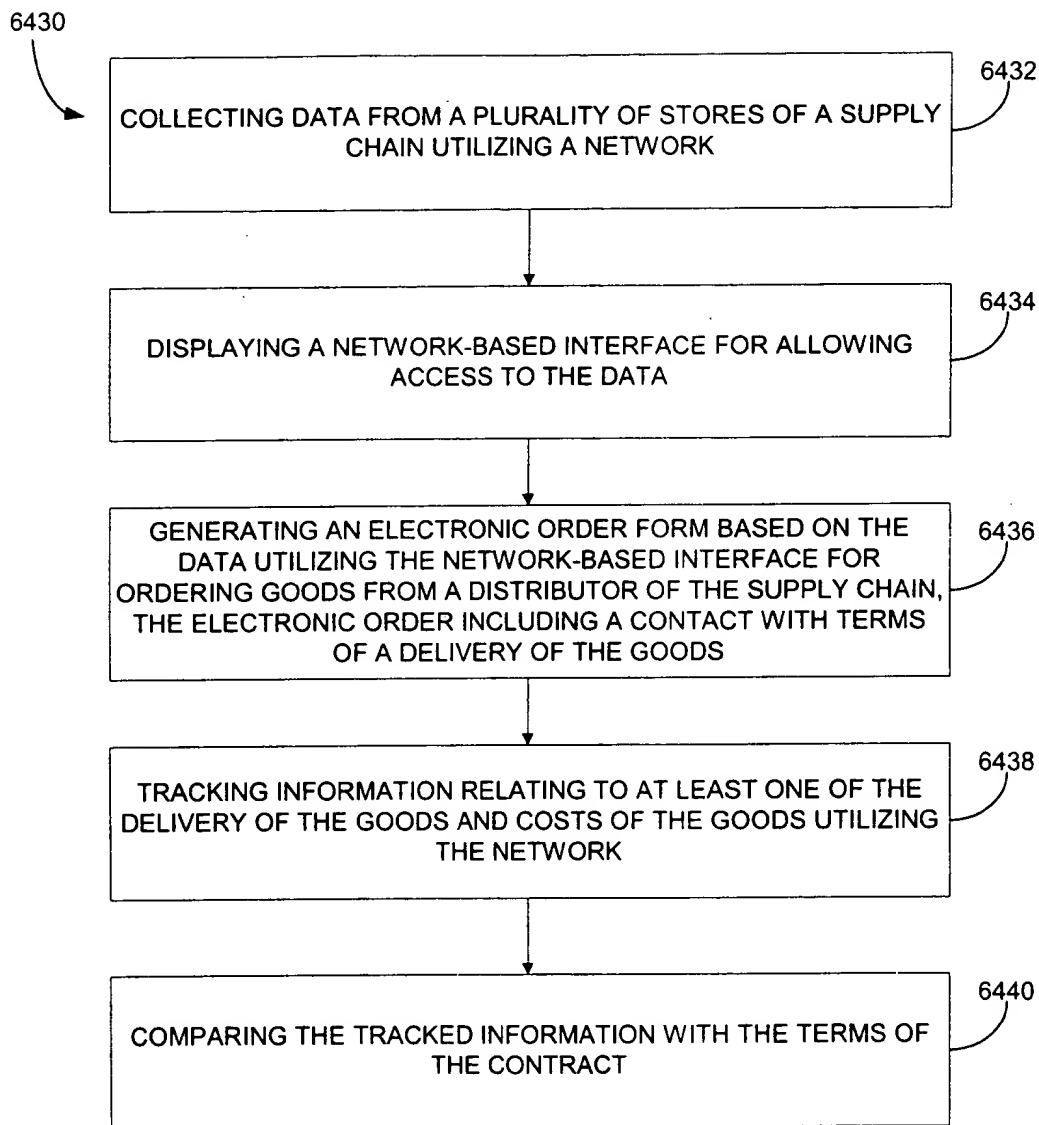 6430
6432
COLLECTING DATA FROM A PLURALITY OF STORES OF A SUPPLY
CHAIN UTILIZING A NETWORK
6434
DISPLAYING A NETWORK-BASED INTERFACE FOR ALLOWING
ACCESS TO THE DATA
6436
GENERATING AN ELECTRONIC ORDER FORM BASED ON THE
DATA UTILIZING THE NETWORK-BASED INTERFACE FOR
ORDERING GOODS FROM A DISTRIBUTOR OF THE SUPPLY CHAIN,
THE ELECTRONIC ORDER INCLUDING A CONTACT WITH TERMS
OF A DELIVERY OF THE GOODS
6438
TRACKING INFORMATION RELATING TO AT LEAST ONE OF THE
DELIVERY OF THE GOODS AND COSTS OF THE GOODS UTILIZING
THE NETWORK
6440
COMPARING THE TRACKED INFORMATION WITH THE TERMS OF
THE CONTRACT